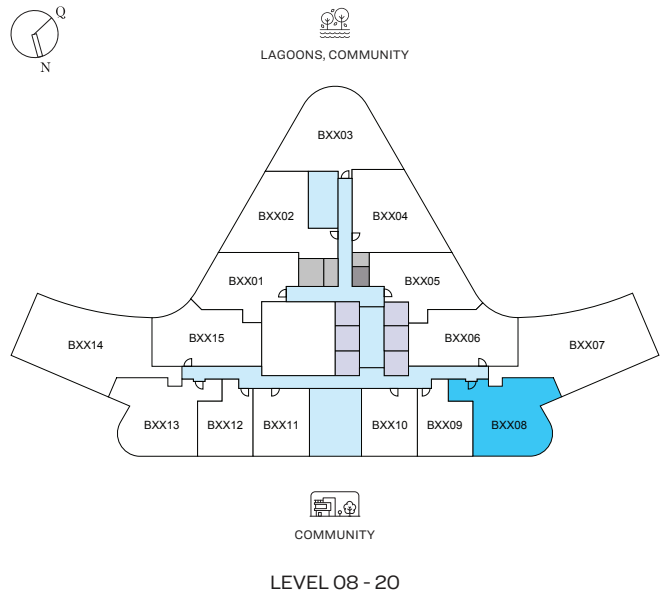 Q
N
LAGOONS, COMMUNITY
BXX03
BXX02
BXX04
BXX01
BXX05
BXX14
BXX15
BXX06
BXX07
BXX13
BXX12
BXX11
BXX10
BXX09
BXX08
COMMUNITY
LEVEL 08 - 20